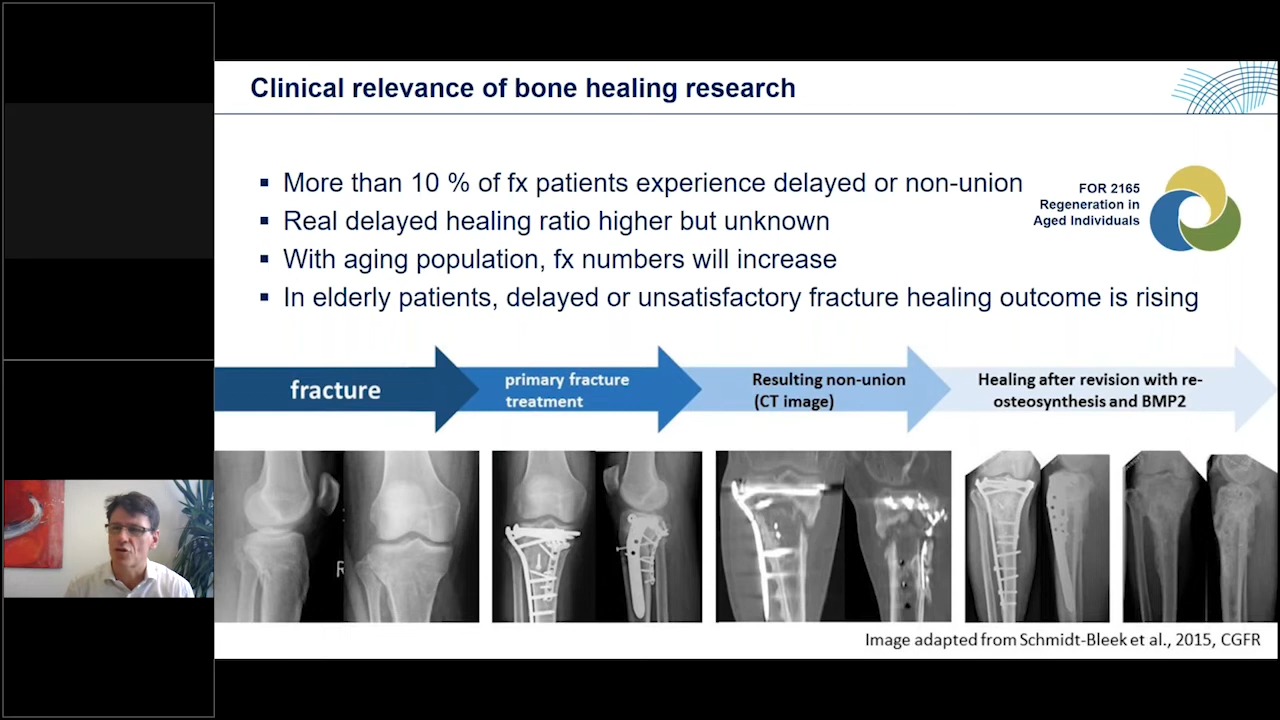 Clinical relevance of bone healing research
▪ More than 10 % of fx patients experience delayed or non-union
▪ Real delayed healing ratio higher but unknown
▪ With aging population, fx numbers will increase
▪ In elderly patients, delayed or unsatisfactory fracture healing outcome is rising
FOR 2165
Regeneration in
Aged Individuals
fracture
primary fracture
treatment
Resulting non-union
(CT image)
Healing after revision with re-
osteosynthesis and BMP2
R
Image adapted from Schmidt-Bleek et al., 2015, CGFR